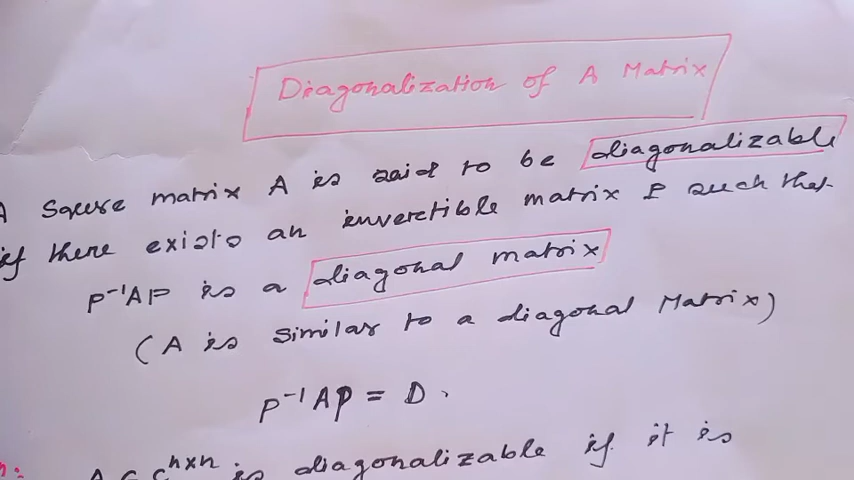 Diagonalization of A Matrix
A Square matrix A is said to be diagonalizable
if there exists an invertible matrix P such that
P⁻¹AP is a diagonal matrix
(A is similar to a diagonal Matrix)
P⁻¹AP = D.
A ∈ C^{n×n} is diagonalizable if it is